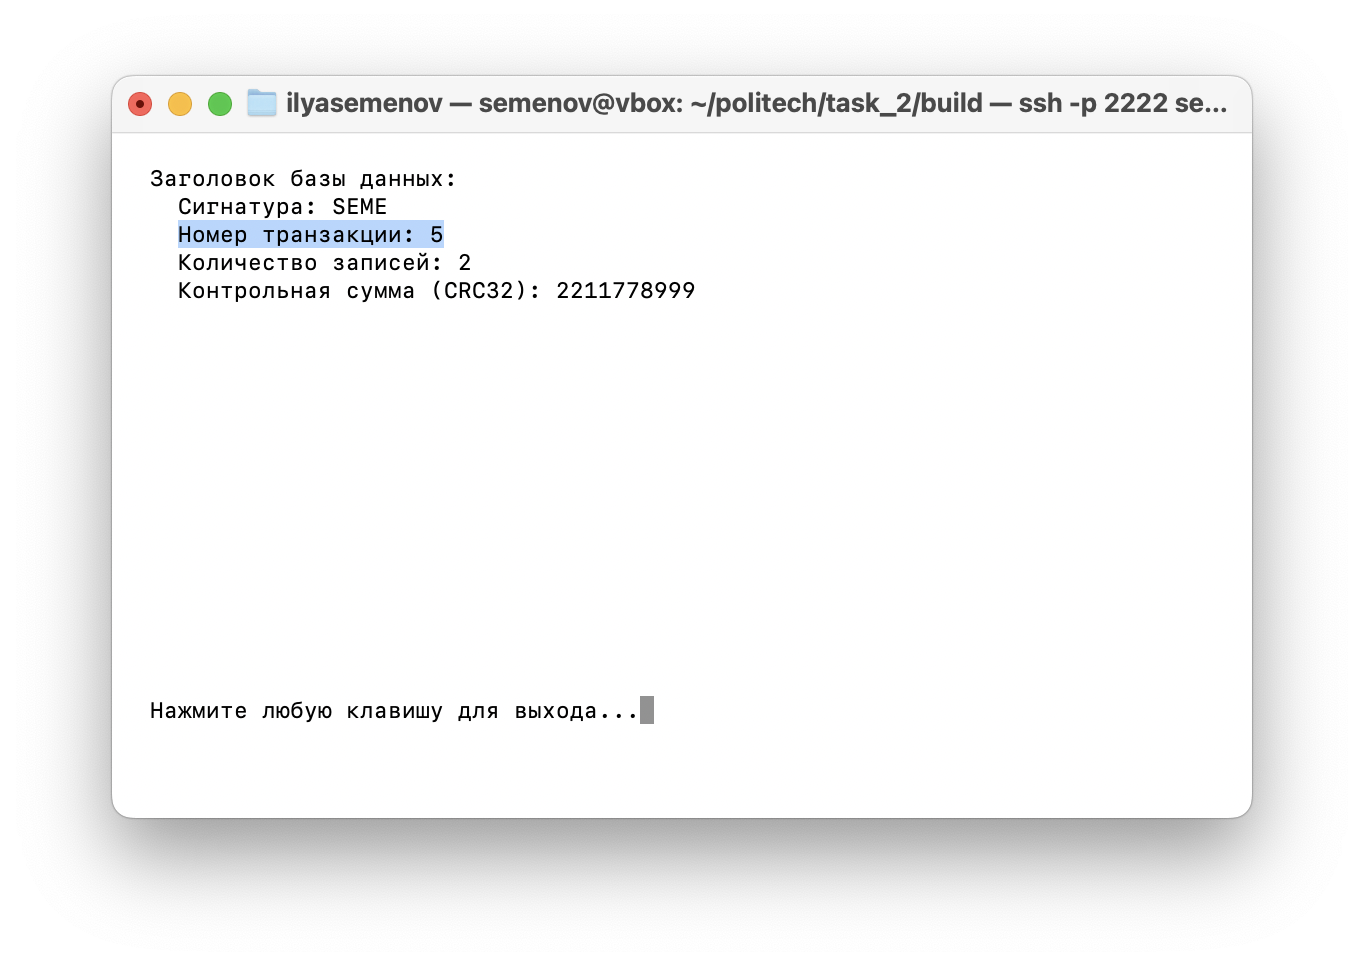 ilyasemenov — semenov@vbox: ~/politech/task_2/build — ssh -p 2222 se...
Заголовок базы данных:
Сигнатура: SEME
Номер транзакции: 5
Количество записей: 2
Контрольная сумма (CRC32): 2211778999
Нажмите любую клавишу для выхода...